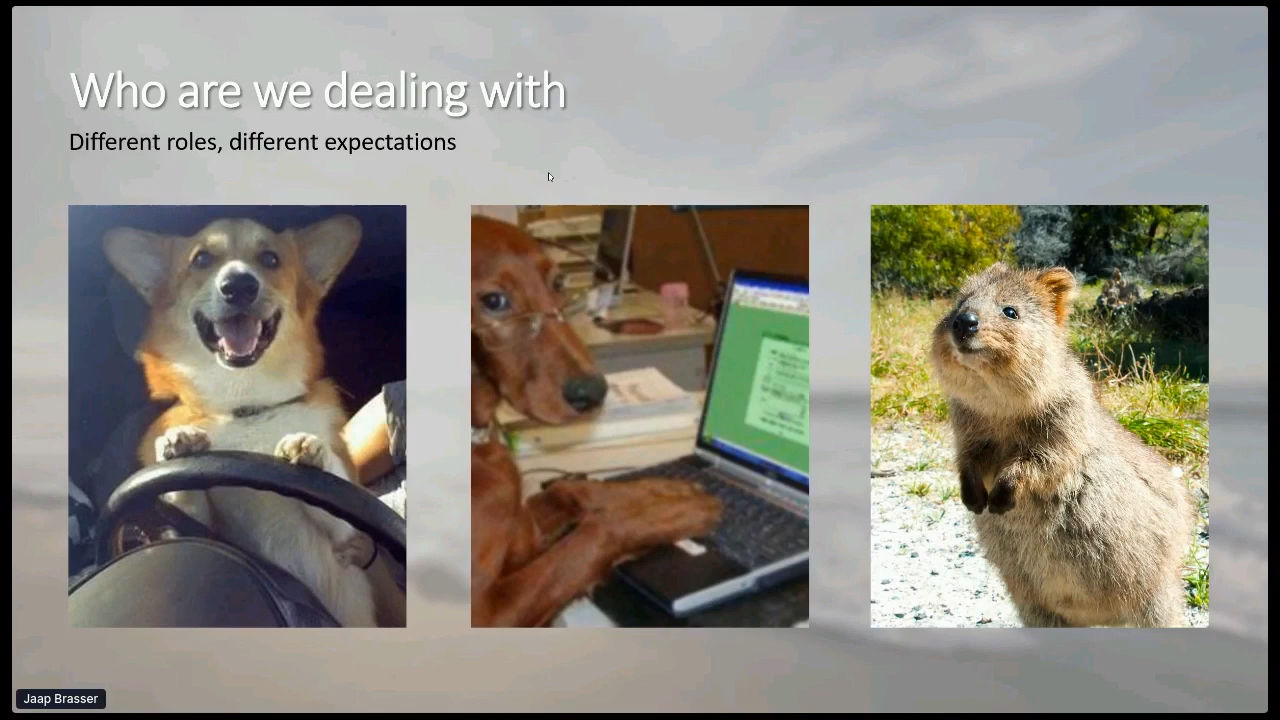 Who are we dealing with
Different roles, different expectations
Jaap Brasser